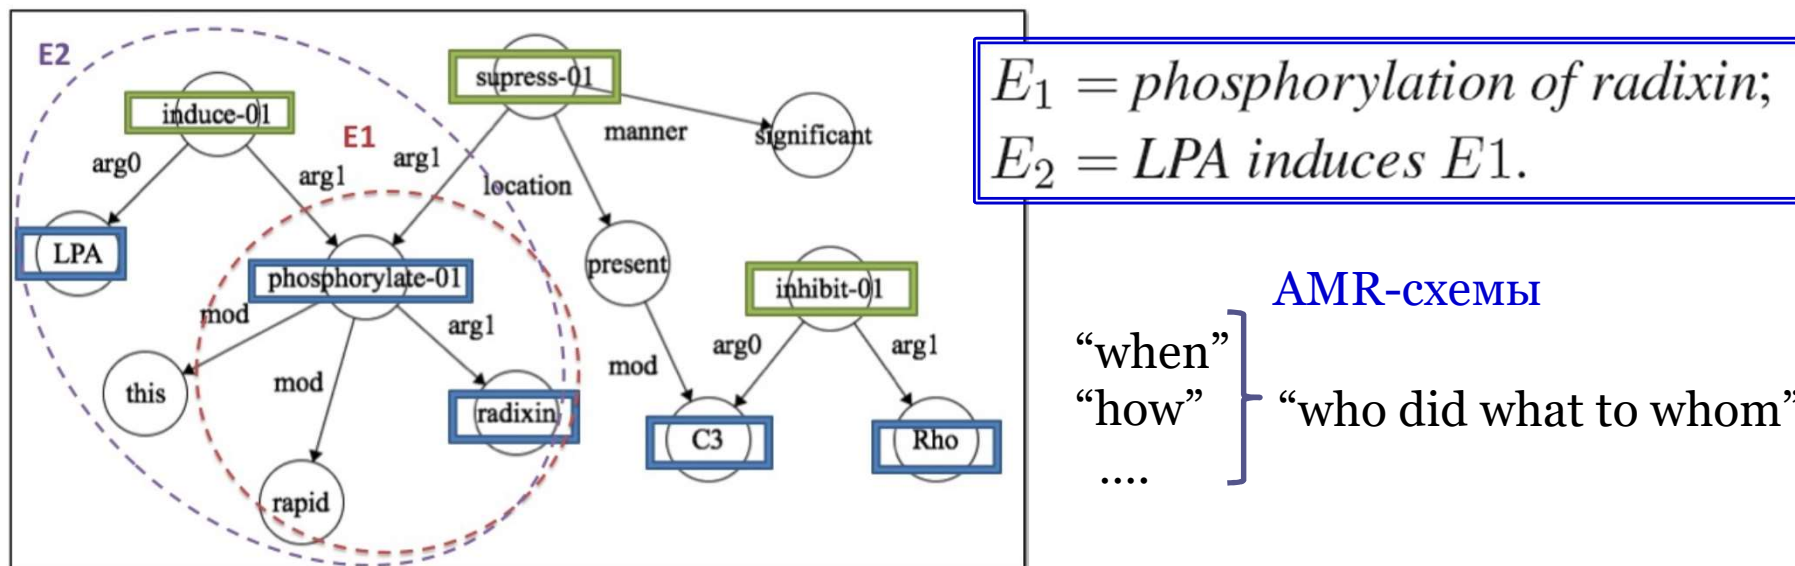 E2
supress-01
induce-01
E1
manner
significant
arg0
arg1
arg1
location
LPA
phosphorylate-01
present
inhibit-01
mod
arg1
arg0
arg1
this
mod
mod
radixin
C3
Rho
rapid
E₁ = phosphorylation of radixin;
E₂ = LPA induces E1.
AMR-схемы
“when”
“how”
“who did what to whom”
....